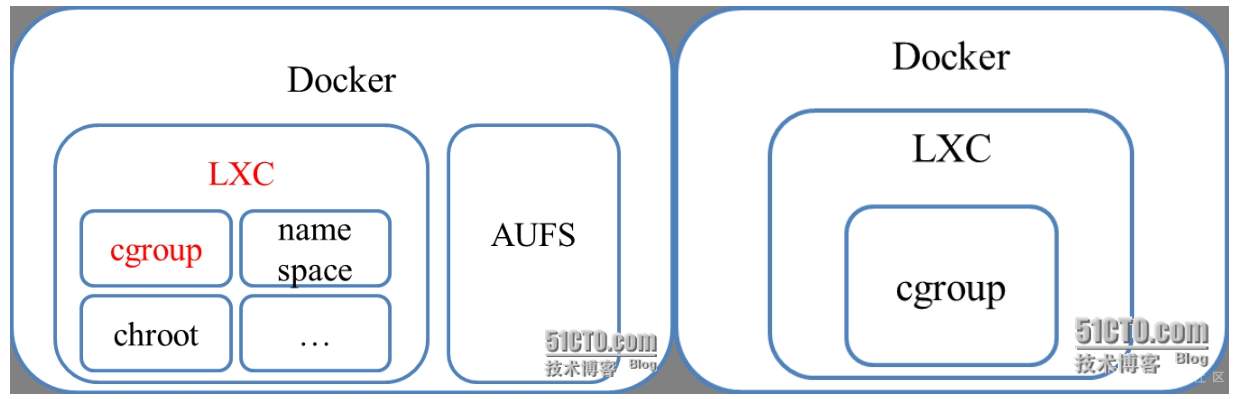 Docker
LXC
cgroup
name
space
chroot
...
AUFS
51CTO.com
技术博客 Blog
Docker
LXC
cgroup
51CTO.com
技术博客 Blog
区